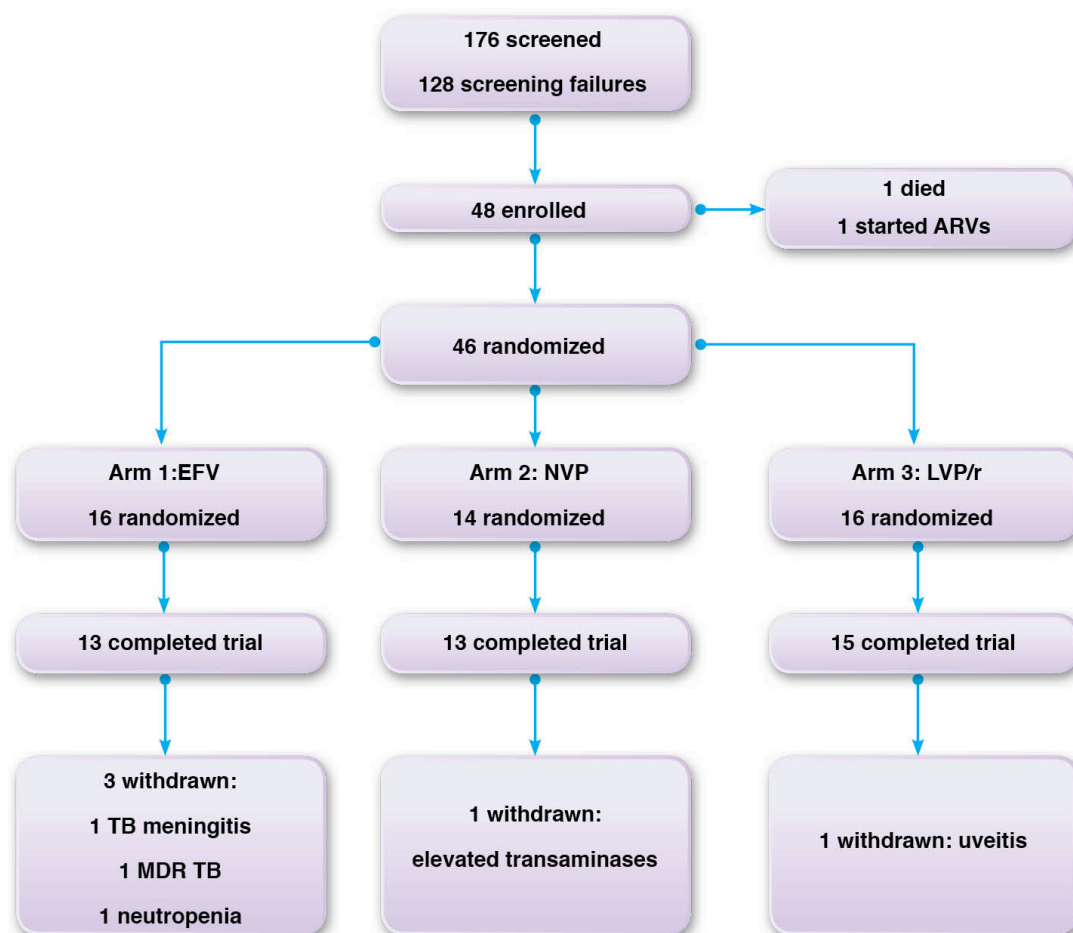 176 screened
128 screening failures
48 enrolled
1 died
1 started ARVs
46 randomized
Arm 1:EFV
16 randomized
Arm 2: NVP
14 randomized
Arm 3: LVP/r
16 randomized
13 completed trial
13 completed trial
15 completed trial
3 withdrawn:
1 TB meningitis
1 MDR TB
1 neutropenia
1 withdrawn:
elevated transaminases
1 withdrawn: uveitis